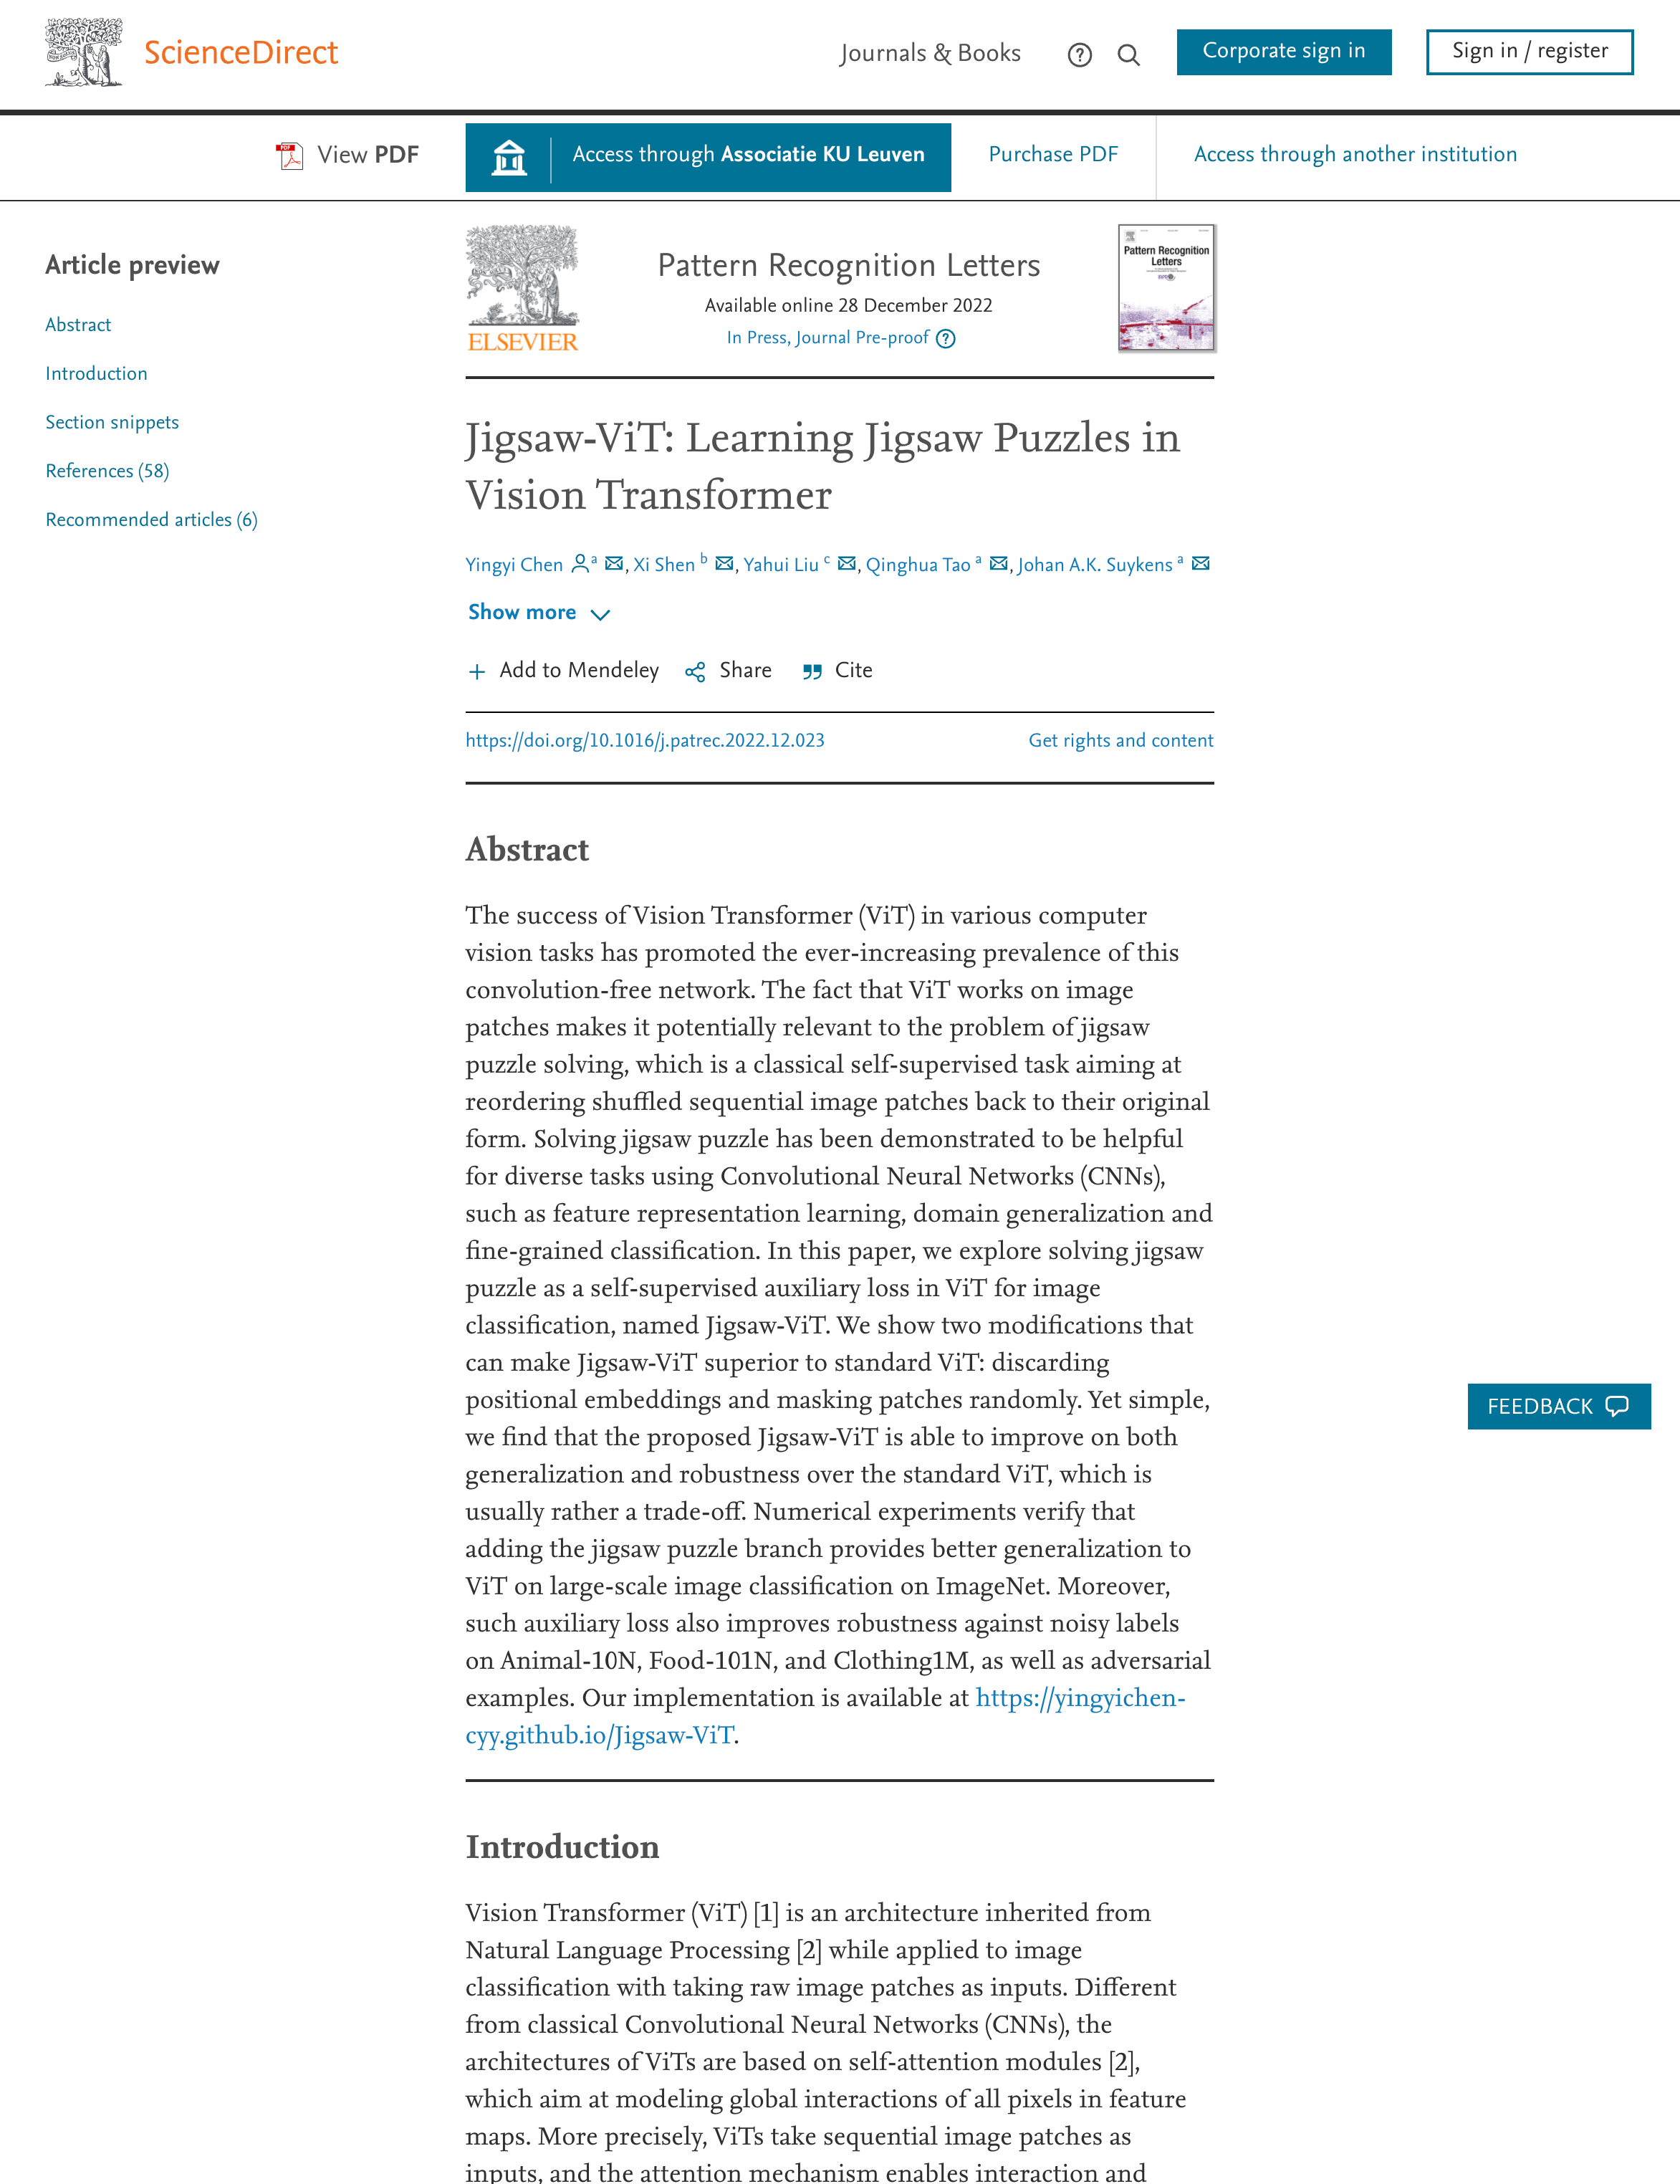 ScienceDirect
Journals & Books
Corporate sign in
Sign in / register
View PDF
Access through Associatie KU Leuven
Purchase PDF
Access through another institution
Article preview
Abstract
Introduction
Section snippets
References (58)
Recommended articles (6)
ELSEVIER
Pattern Recognition Letters
Available online 28 December 2022
In Press, Journal Pre-proof
Pattern Recognition
Letters
Jigsaw-ViT: Learning Jigsaw Puzzles in
Vision Transformer
Yingyi Chen a, Xi Shen b, Yahui Liu c, Qinghua Tao a, Johan A.K. Suykens a
Show more
Add to Mendeley
Share
Cite
https://doi.org/10.1016/j.patrec.2022.12.023
Get rights and content
Abstract
The success of Vision Transformer (ViT) in various computer
vision tasks has promoted the ever-increasing prevalence of this
convolution-free network. The fact that ViT works on image
patches makes it potentially relevant to the problem of jigsaw
puzzle solving, which is a classical self-supervised task aiming at
reordering shuffled sequential image patches back to their original
form. Solving jigsaw puzzle has been demonstrated to be helpful
for diverse tasks using Convolutional Neural Networks (CNNs),
such as feature representation learning, domain generalization and
fine-grained classification. In this paper, we explore solving jigsaw
puzzle as a self-supervised auxiliary loss in ViT for image
classification, named Jigsaw-ViT. We show two modifications that
can make Jigsaw-ViT superior to standard ViT: discarding
positional embeddings and masking patches randomly. Yet simple,
we find that the proposed Jigsaw-ViT is able to improve on both
generalization and robustness over the standard ViT, which is
usually rather a trade-off. Numerical experiments verify that
adding the jigsaw puzzle branch provides better generalization to
ViT on large-scale image classification on ImageNet. Moreover,
such auxiliary loss also improves robustness against noisy labels
on Animal-10N, Food-101N, and Clothing1M, as well as adversarial
examples. Our implementation is available at https://yingyichen-
cyy.github.io/Jigsaw-ViT.
FEEDBACK
Introduction
Vision Transformer (ViT) [1] is an architecture inherited from
Natural Language Processing [2] while applied to image
classification with taking raw image patches as inputs. Different
from classical Convolutional Neural Networks (CNNs), the
architectures of ViTs are based on self-attention modules [2],
which aim at modeling global interactions of all pixels in feature
maps. More precisely, ViTs take sequential image patches as
inputs, and the attention mechanism enables interaction and